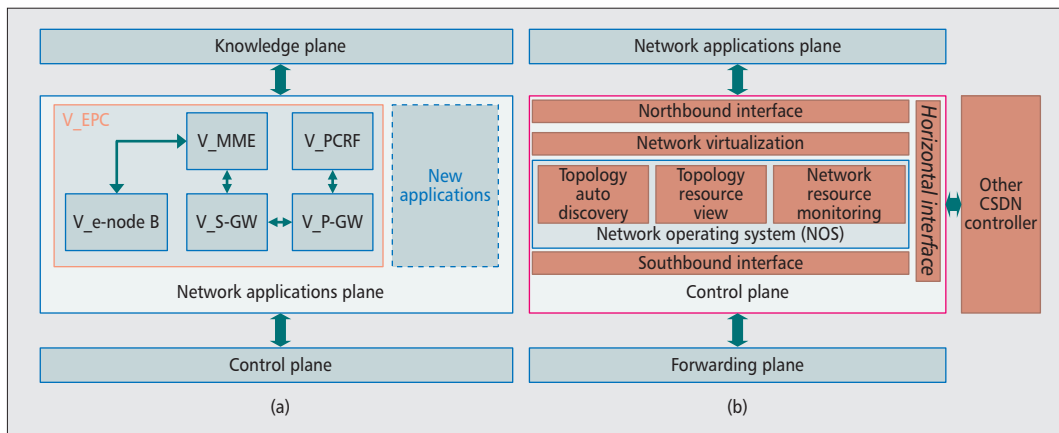 Knowledge plane
V_EPC
V_MME
V_PCRF
V_e-node B
V_S-GW
V_P-GW
New
applications
Network applications plane
Control plane
(a)
Network applications plane
Northbound interface
Network virtualization
Topology
auto
discovery
Topology
resource
view
Network
resource
monitoring
Network operating system (NOS)
Southbound interface
Control plane
Horizontal interface
Other
CSDN
controller
Forwarding plane
(b)